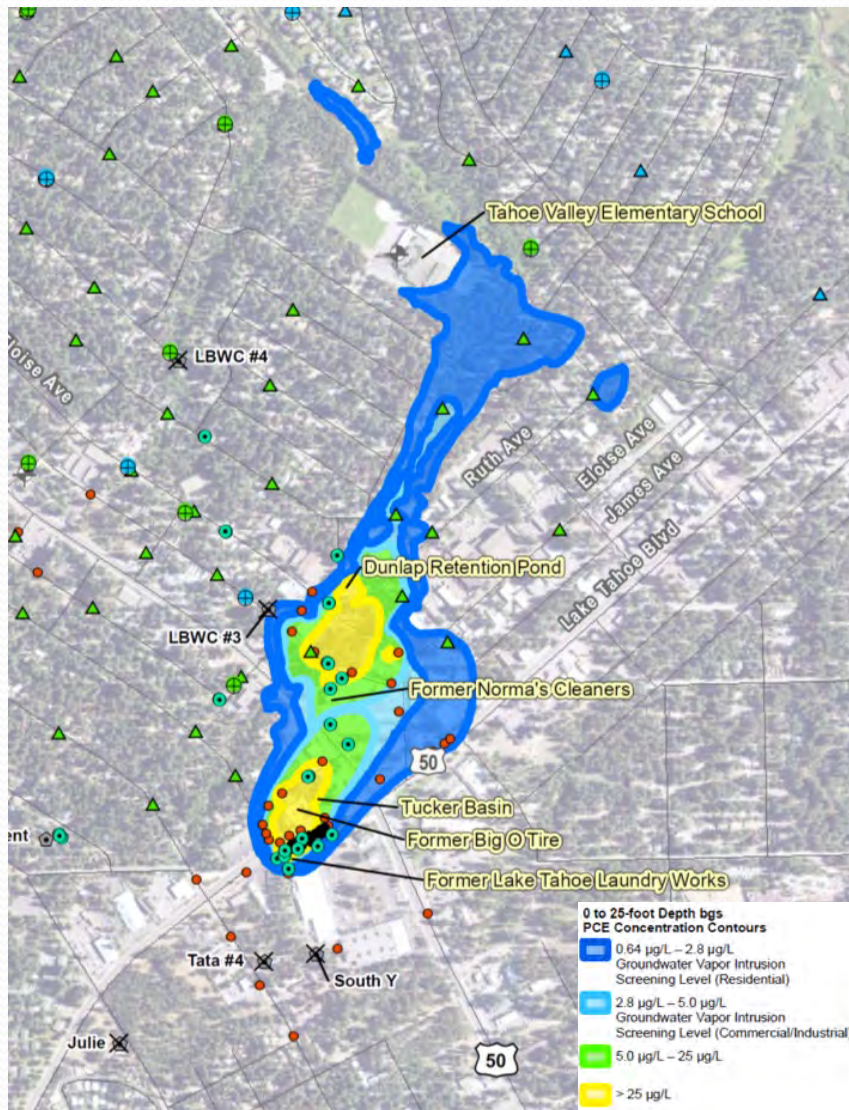 Tahoe Valley Elementary School
LBWC #4
Eloise Ave
Ruth Ave
Eloise Ave
James Ave
Lake Tahoe Blvd
Dunlap Retention Pond
LBWC #3
Former Norma's Cleaners
50
Tucker Basin
ent
Former Big O Tire
Former Lake Tahoe Laundry Works
Tata #4
South Y
Julie
50
0 to 25-foot Depth bgs
PCE Concentration Contours
0.64 µg/L – 2.8 µg/L
Groundwater Vapor Intrusion
Screening Level (Residential)
2.8 µg/L – 5.0 µg/L
Groundwater Vapor Intrusion
Screening Level (Commercial/Industrial)
5.0 µg/L – 25 µg/L
> 25 µg/L